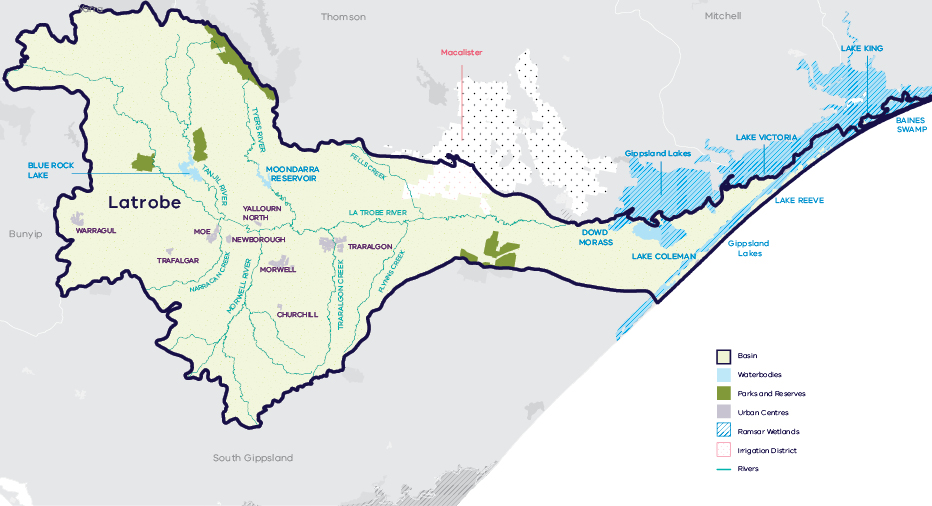 Thomson
Mitchell
Macalister
LAKE KING
BAINES
SWAMP
LAKE VICTORIA
Gippsland Lakes
TYERS RIVER
FELLS CREEK
BLUE ROCK
LAKE
MOONDARRA
RESERVOIR
TANJIL RIVER
Latrobe
LAKE REEVE
YALLOURN
NORTH
LA TROBE RIVER
Bunyip
WARRAGUL
MOE
NEWBOROUGH
TRARALGON
DOWD
MORASS
Gippsland
Lakes
LAKE COLEMAN
TRAFALGAR
MORWELL
NARRACAN CREEK
MORWELL RIVER
TRARALGON CREEK
FLYNNS CREEK
CHURCHILL
South Gippsland
Basin
Waterbodies
Parks and Reserves
Urban Centres
Ramsar Wetlands
Irrigation District
Rivers